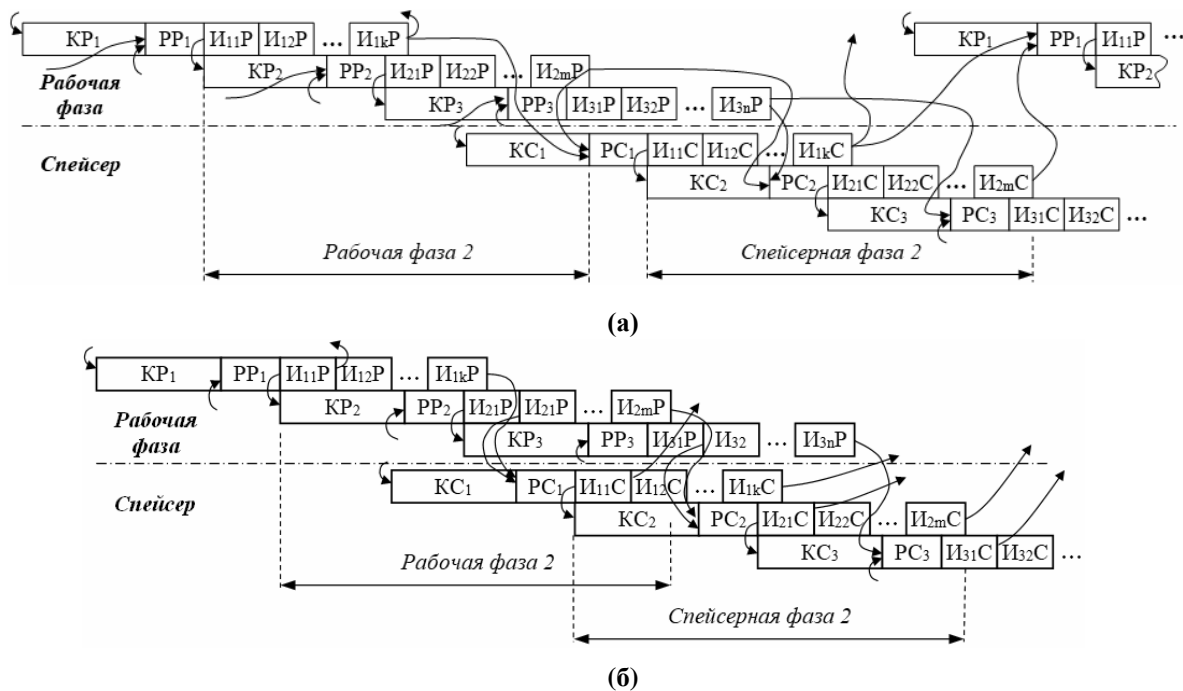 КР₁ РР₁ И₁₁Р И₁₂Р ... И₁ₖР КР₁ РР₁ И₁₁Р ...
КР₂ РР₂ И₂₁Р И₂₂Р ... И₂ₘР КР₂
Рабочая
фаза
КР₃ РР₃ И₃₁Р И₃₂Р ... И₃ₙР
Спейсер
КС₁ РС₁ И₁₁С И₁₂С ... И₁ₖС
КС₂ РС₂ И₂₁С И₂₂С ... И₂ₘС
КС₃ РС₃ И₃₁С И₃₂С ...
Рабочая фаза 2 Спейсерная фаза 2
(а)
КР₁ РР₁ И₁₁Р И₁₂Р ... И₁ₖР
КР₂ РР₂ И₂₁Р И₂₁Р ... И₂ₘР
Рабочая
фаза
КР₃ РР₃ И₃₁Р И₃₂ ... И₃ₙР
Спейсер
КС₁ РС₁ И₁₁С И₁₂С ... И₁ₖС
КС₂ РС₂ И₂₁С И₂₂С ... И₂ₘС
КС₃ РС₃ И₃₁С И₃₂С ...
Рабочая фаза 2
Спейсерная фаза 2
(б)